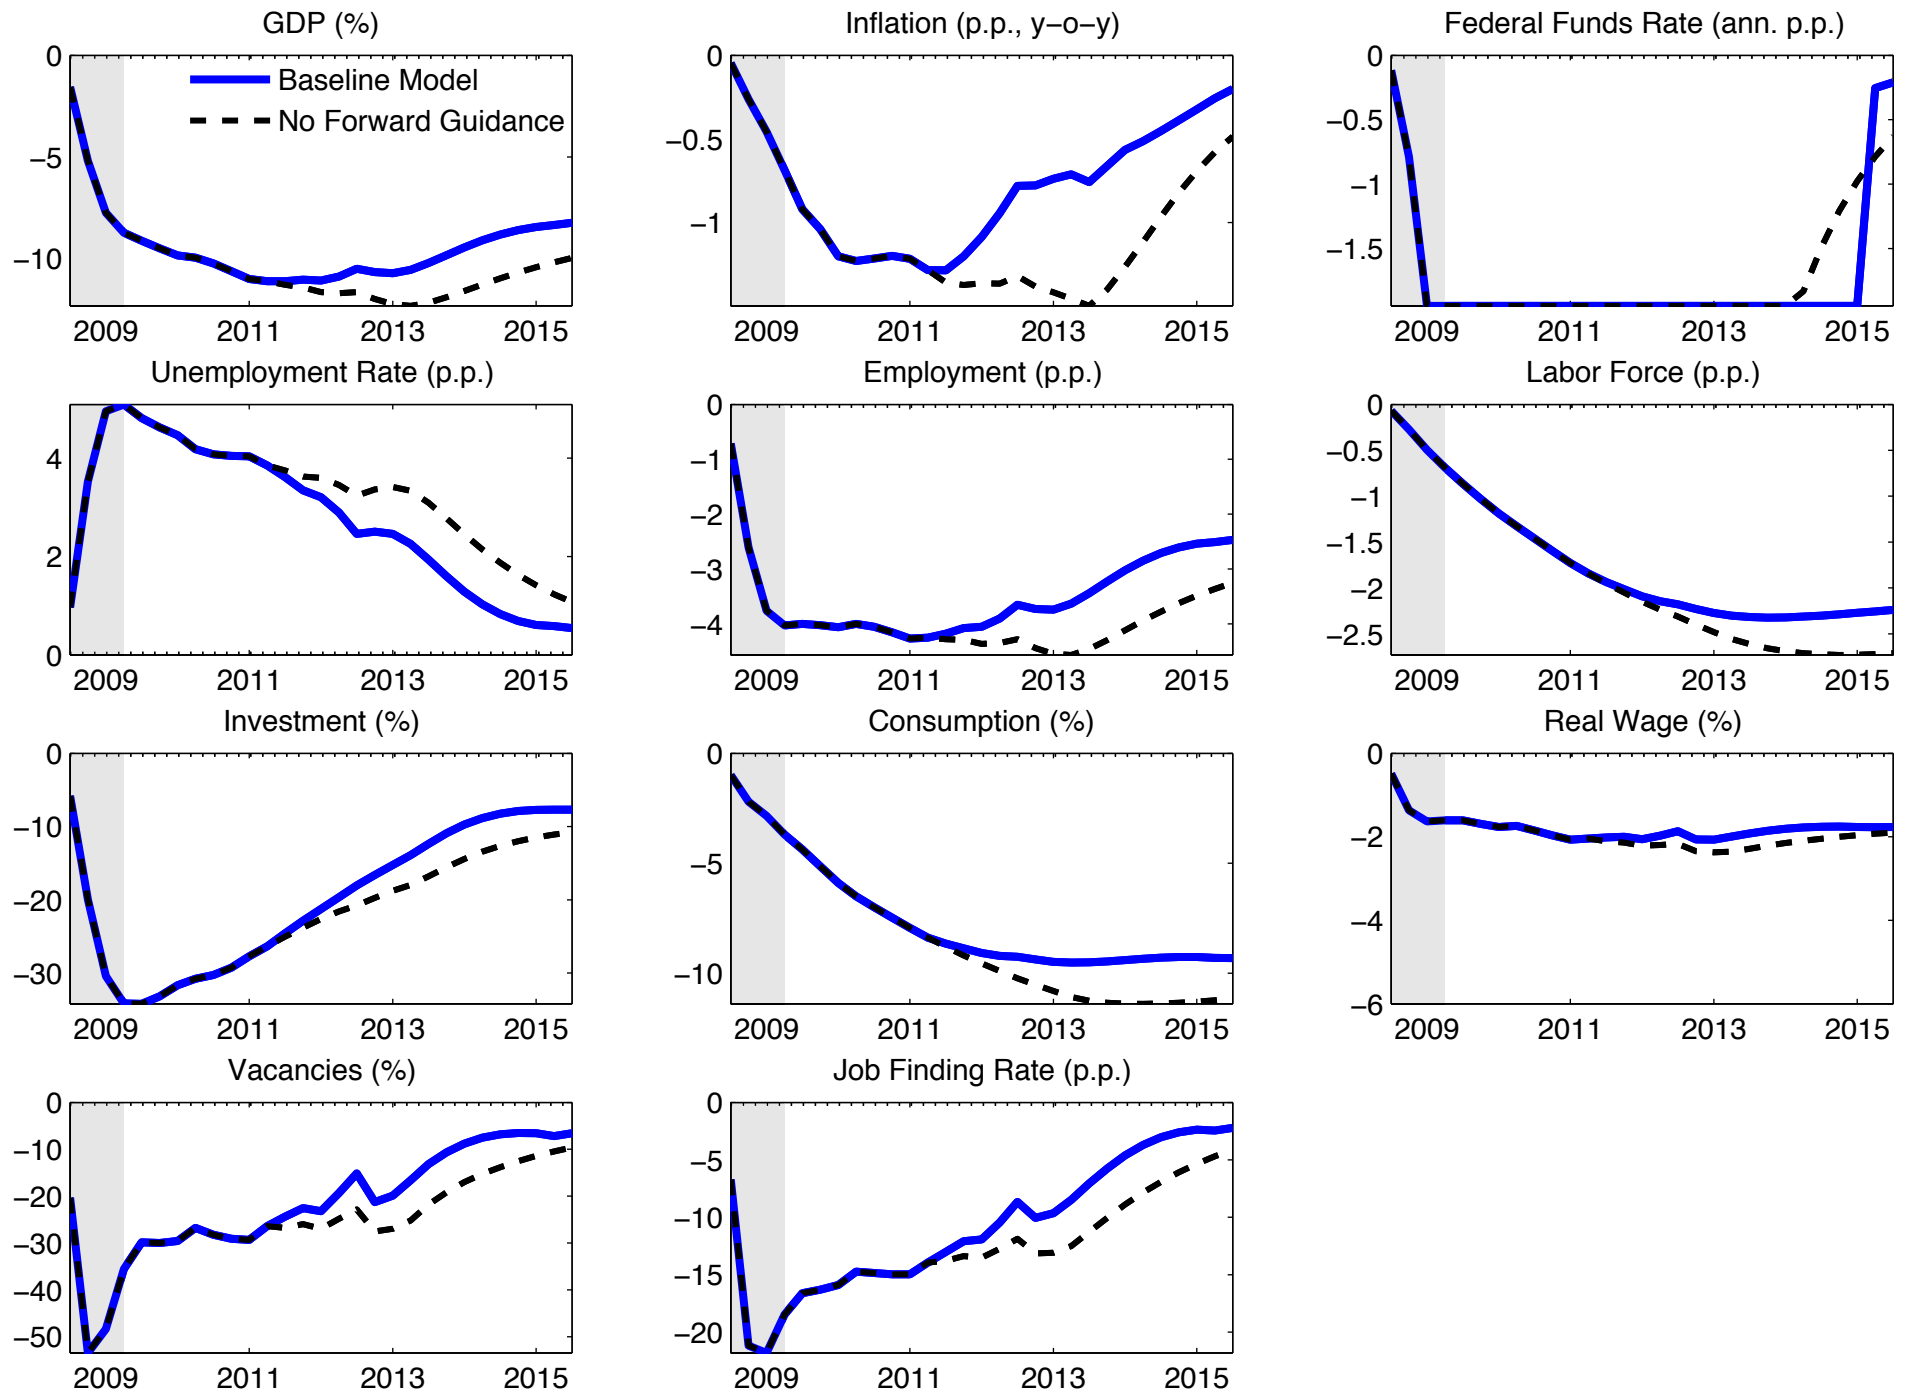 GDP (%)
0
−5
−10
2009 2011 2013 2015
Baseline Model
No Forward Guidance
Inflation (p.p., y−o−y)
0
−0.5
−1
2009 2011 2013 2015
Federal Funds Rate (ann. p.p.)
0
−0.5
−1
−1.5
2009 2011 2013 2015
Unemployment Rate (p.p.)
4
2
0
2009 2011 2013 2015
Employment (p.p.)
0
−1
−2
−3
−4
2009 2011 2013 2015
Labor Force (p.p.)
0
−0.5
−1
−1.5
−2
−2.5
2009 2011 2013 2015
Investment (%)
0
−10
−20
−30
2009 2011 2013 2015
Consumption (%)
0
−5
−10
2009 2011 2013 2015
Real Wage (%)
0
−2
−4
−6
2009 2011 2013 2015
Vacancies (%)
0
−10
−20
−30
−40
−50
2009 2011 2013 2015
Job Finding Rate (p.p.)
0
−5
−10
−15
−20
2009 2011 2013 2015